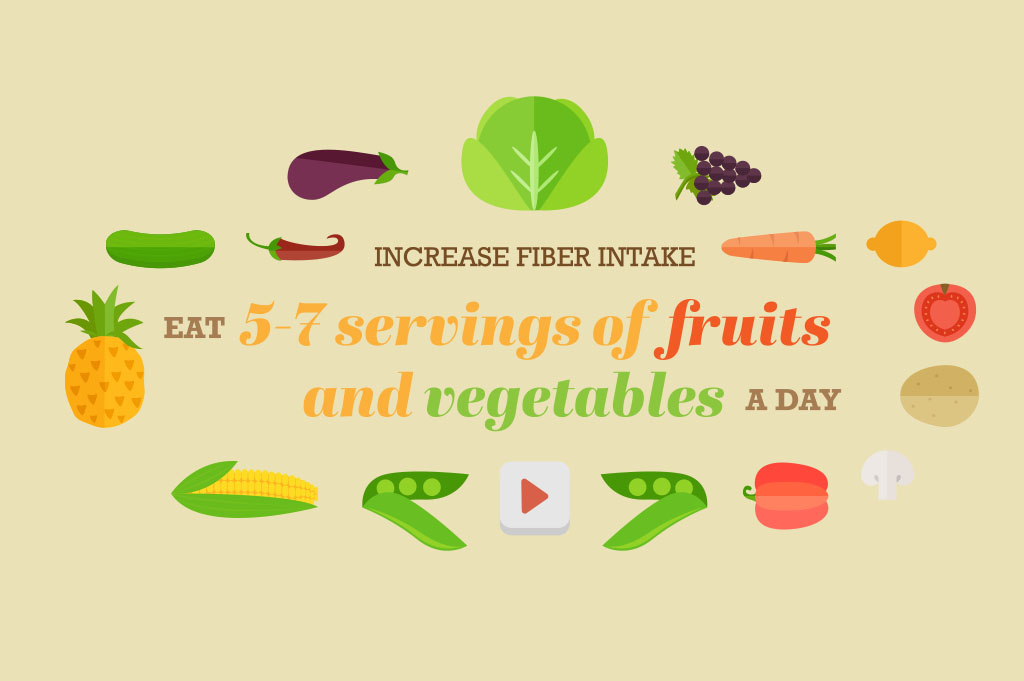 INCREASE FIBER INTAKE
EAT 5-7 servings of fruits
and vegetables A DAY